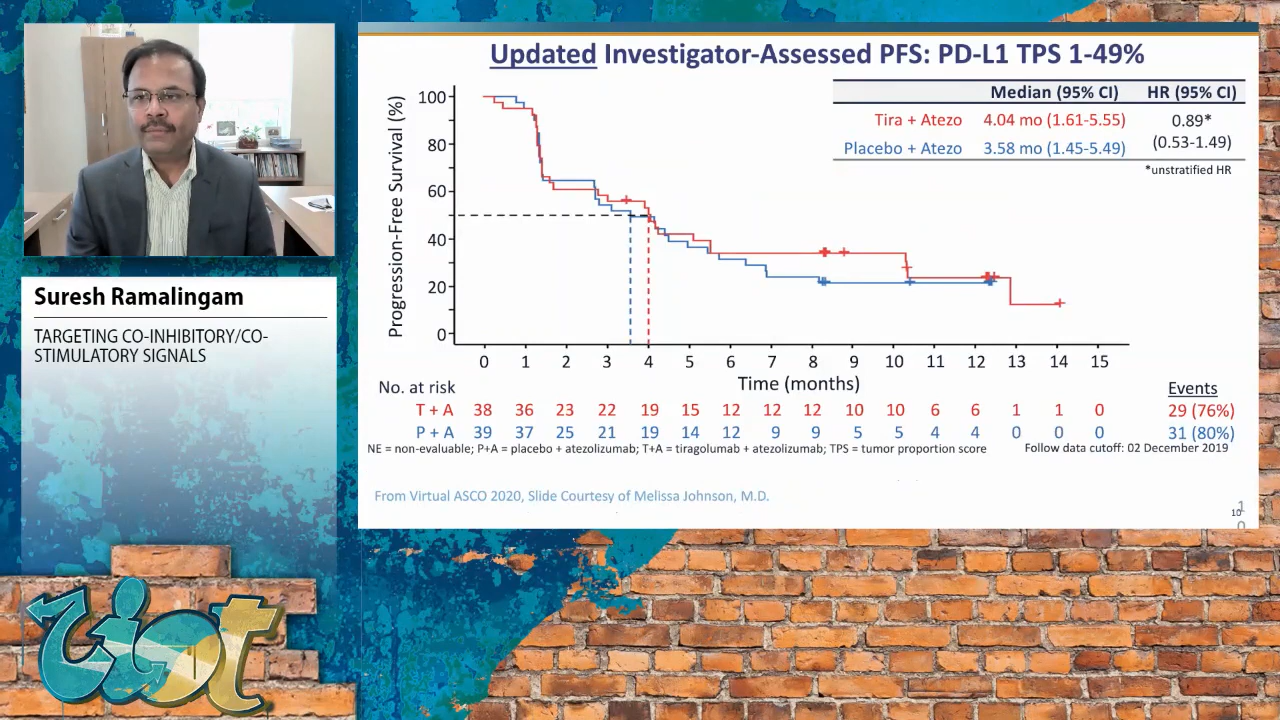 Suresh Ramalingam
TARGETING CO-INHIBITORY/CO-
STIMULATORY SIGNALS
ciot
Updated Investigator-Assessed PFS: PD-L1 TPS 1-49%
Median (95% CI) HR (95% CI)
Tira + Atezo 4.04 mo (1.61-5.55) 0.89*
Placebo + Atezo 3.58 mo (1.45-5.49) (0.53-1.49)
*unstratified HR
Progression-Free Survival (%)
100
80
60
40
20
0
0 1 2 3 4 5 6 7 8 9 10 11 12 13 14 15
Time (months)
No. at risk Events
T + A 38 36 23 22 19 15 12 12 12 10 10 6 6 1 1 0 29 (76%)
P + A 39 37 25 21 19 14 12 9 9 5 5 4 4 0 0 0 31 (80%)
NE = non-evaluable; P+A = placebo + atezolizumab; T+A = tiragolumab + atezolizumab; TPS = tumor proportion score
Follow data cutoff: 02 December 2019
From Virtual ASCO 2020, Slide Courtesy of Melissa Johnson, M.D.
10